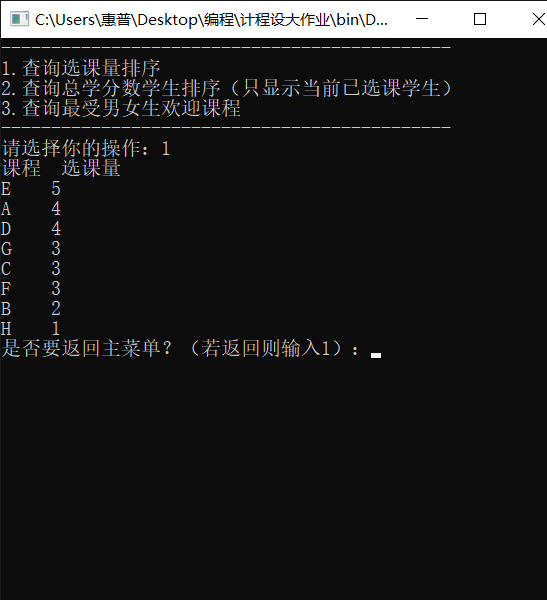 C:\Users\惠普\Desktop\编程\计程设大作业\bin\D...
----------------------------------------------
1.查询选课量排序
2.查询总学分数学生排序（只显示当前已选课学生）
3.查询最受男女生欢迎课程
----------------------------------------------
请选择你的操作：1
课程 选课量
E 5
A 4
D 4
G 3
C 3
F 3
B 2
H 1
是否要返回主菜单？（若返回则输入1）：